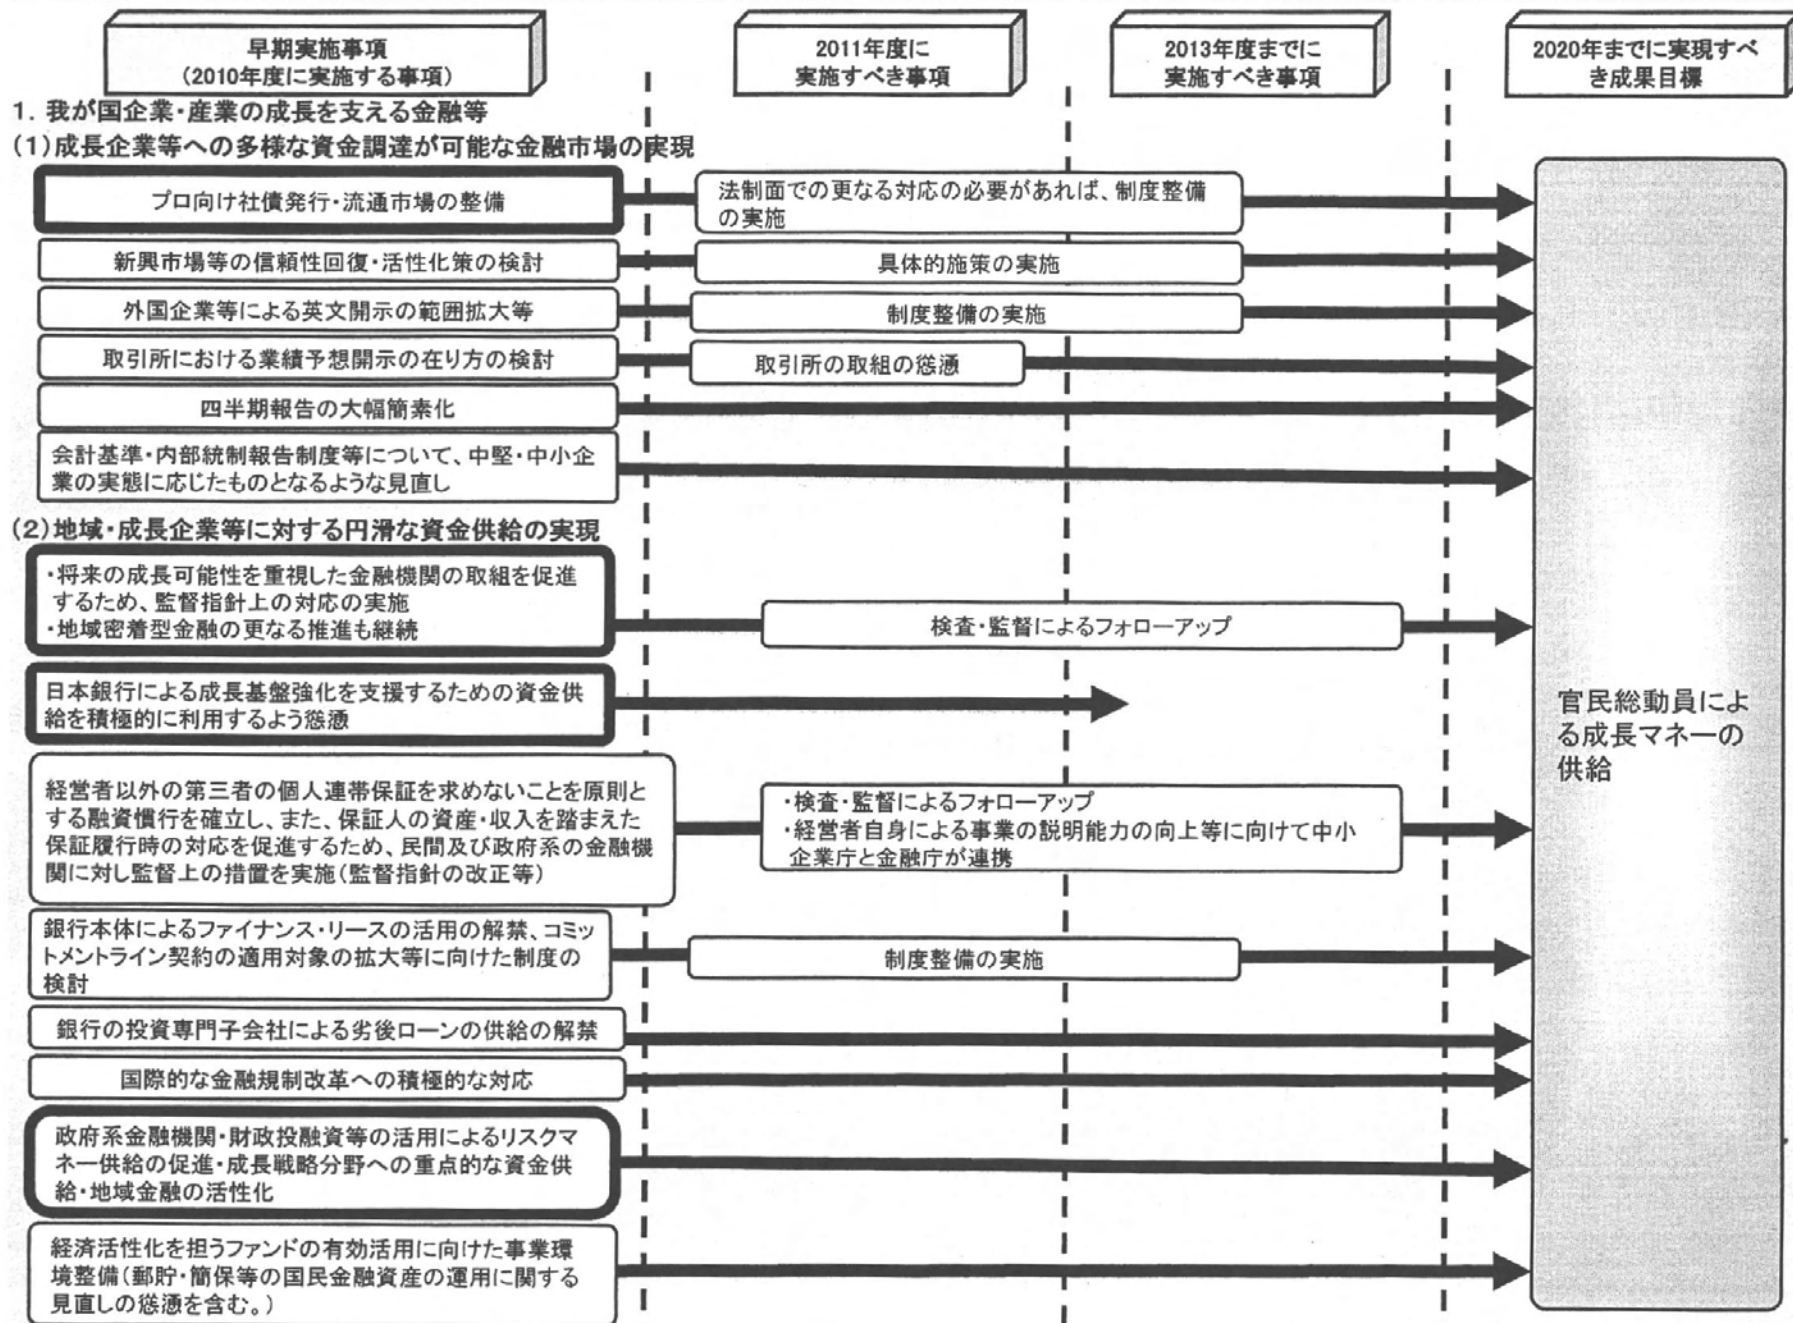 早期実施事項
(2010年度に実施する事項)
2011年度に
実施すべき事項
2013年度までに
実施すべき事項
2020年までに実現すべ
き成果目標
1. 我が国企業・産業の成長を支える金融等
(1)成長企業等への多様な資金調達が可能な金融市場の実現
プロ向け社債発行・流通市場の整備
法制面での更なる対応の必要があれば、制度整備
の実施
新興市場等の信頼性回復・活性化策の検討
具体的施策の実施
外国企業等による英文開示の範囲拡大等
制度整備の実施
取引所における業績予想開示の在り方の検討
取引所の取組の慫慂
四半期報告の大幅簡素化
会計基準・内部統制報告制度等について、中堅・中小企
業の実態に応じたものとなるような見直し
(2)地域・成長企業等に対する円滑な資金供給の実現
・将来の成長可能性を重視した金融機関の取組を促進
するため、監督指針上の対応の実施
・地域密着型金融の更なる推進も継続
検査・監督によるフォローアップ
日本銀行による成長基盤強化を支援するための資金供
給を積極的に利用するよう慫慂
経営者以外の第三者の個人連帯保証を求めないことを原則と
する融資慣行を確立し、また、保証人の資産・収入を踏まえた
保証履行時の対応を促進するため、民間及び政府系の金融機
関に対し監督上の措置を実施(監督指針の改正等)
・検査・監督によるフォローアップ
・経営者自身による事業の説明能力の向上等に向けて中小
企業庁と金融庁が連携
銀行本体によるファイナンス・リースの活用の解禁、コミッ
トメントライン契約の適用対象の拡大等に向けた制度の
検討
制度整備の実施
銀行の投資専門子会社による劣後ローンの供給の解禁
国際的な金融規制改革への積極的な対応
政府系金融機関・財政投融資等の活用によるリスクマ
ネー供給の促進・成長戦略分野への重点的な資金供
給・地域金融の活性化
経済活性化を担うファンドの有効活用に向けた事業環
境整備(郵貯・簡保等の国民金融資産の運用に関する
見直しの慫慂を含む。)
官民総動員によ
る成長マネーの
供給